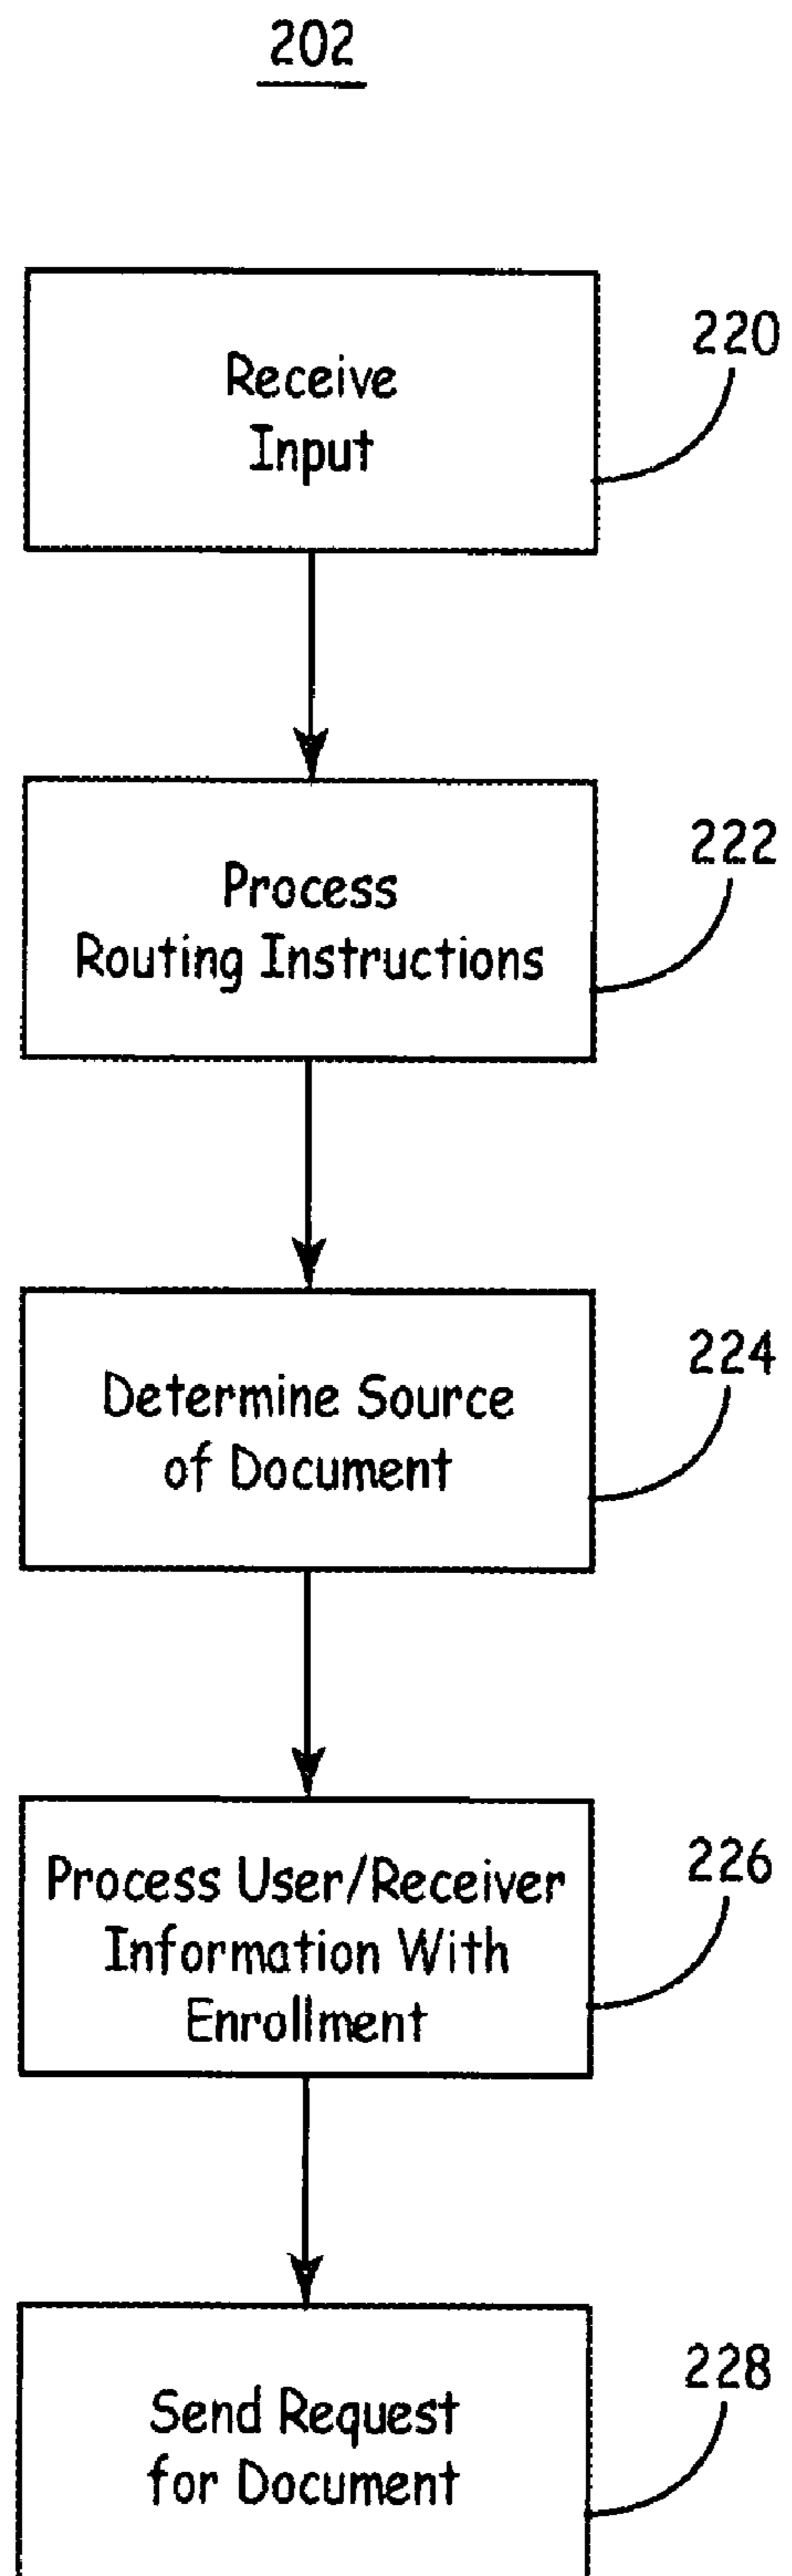 202
Receive
Input
220
Process
Routing Instructions
222
Determine Source
of Document
224
Process User/Receiver
Information With
Enrollment
226
Send Request
for Document
228